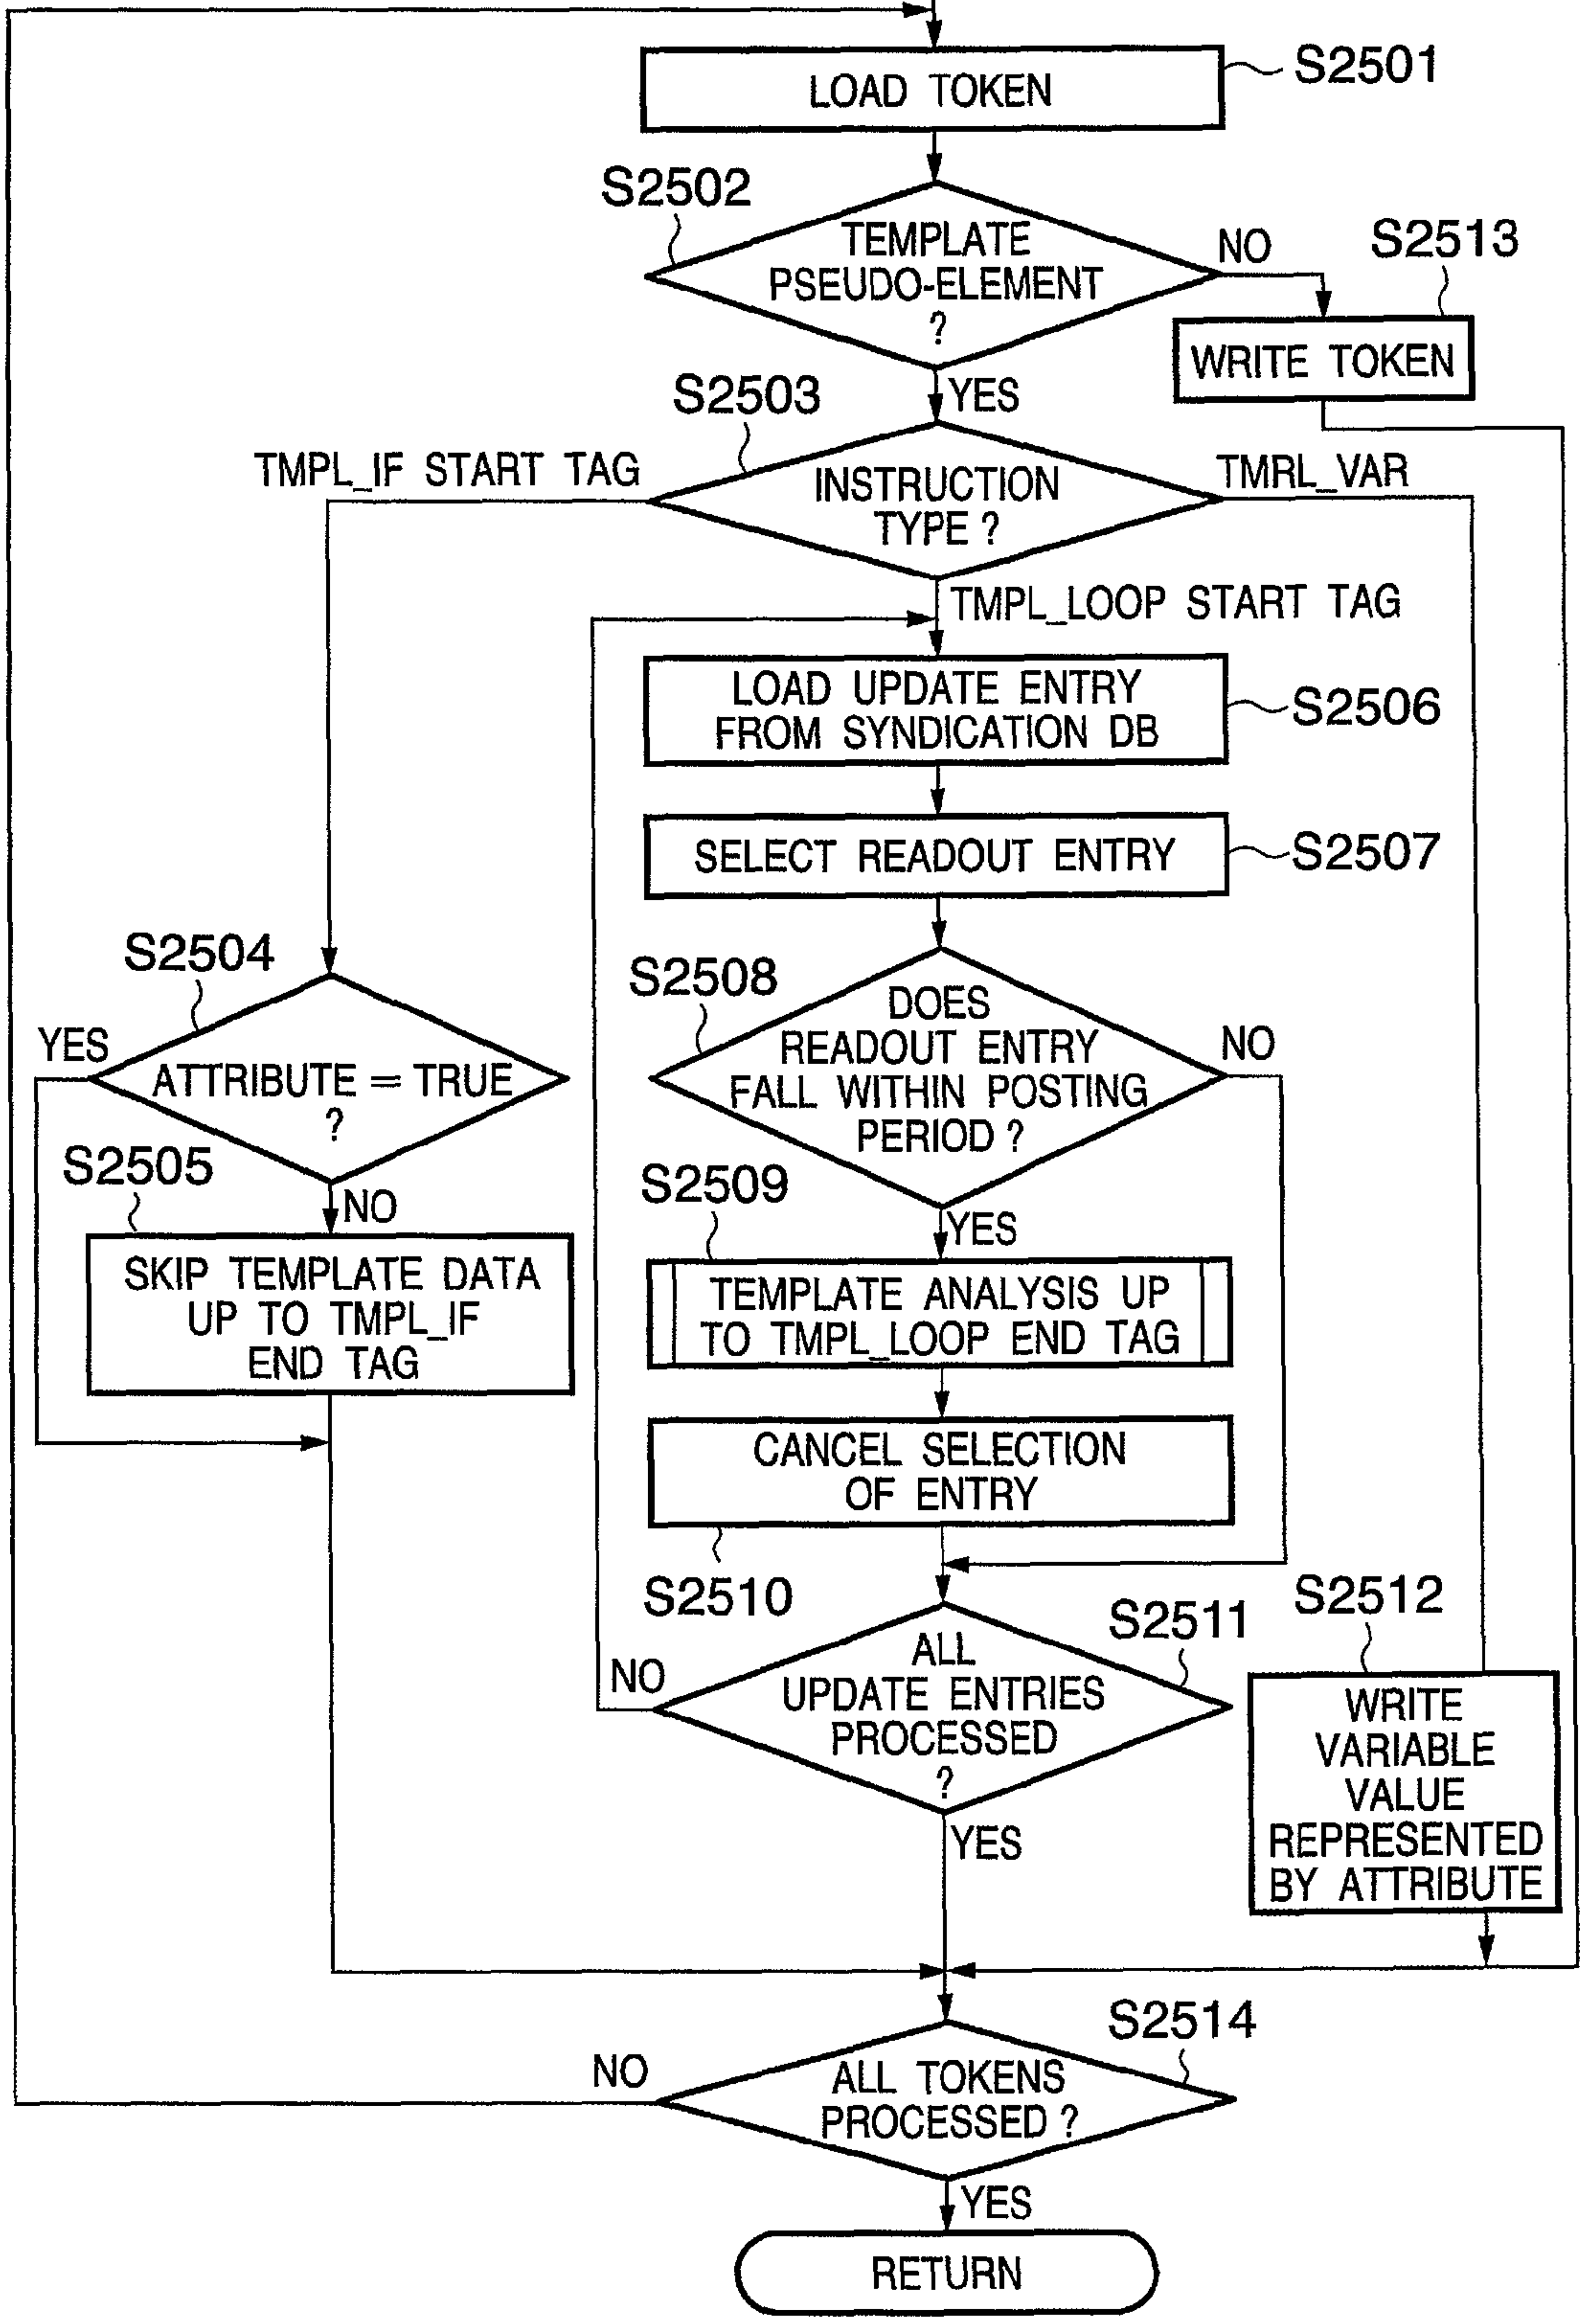 LOAD TOKEN
S2501
S2502
TEMPLATE
PSEUDO-ELEMENT
?
NO
S2513
WRITE TOKEN
YES
S2503
TMPL_IF START TAG
INSTRUCTION
TYPE ?
TMRL_VAR
TMPL_LOOP START TAG
LOAD UPDATE ENTRY
FROM SYNDICATION DB
S2506
SELECT READOUT ENTRY
S2507
S2504
YES
ATTRIBUTE = TRUE
?
NO
S2505
SKIP TEMPLATE DATA
UP TO TMPL_IF
END TAG
S2508
DOES
READOUT ENTRY
FALL WITHIN POSTING
PERIOD ?
NO
YES
S2509
TEMPLATE ANALYSIS UP
TO TMPL_LOOP END TAG
CANCEL SELECTION
OF ENTRY
S2510
S2511
ALL
UPDATE ENTRIES
PROCESSED
?
NO
YES
S2512
WRITE
VARIABLE
VALUE
REPRESENTED
BY ATTRIBUTE
S2514
ALL TOKENS
PROCESSED ?
NO
YES
RETURN